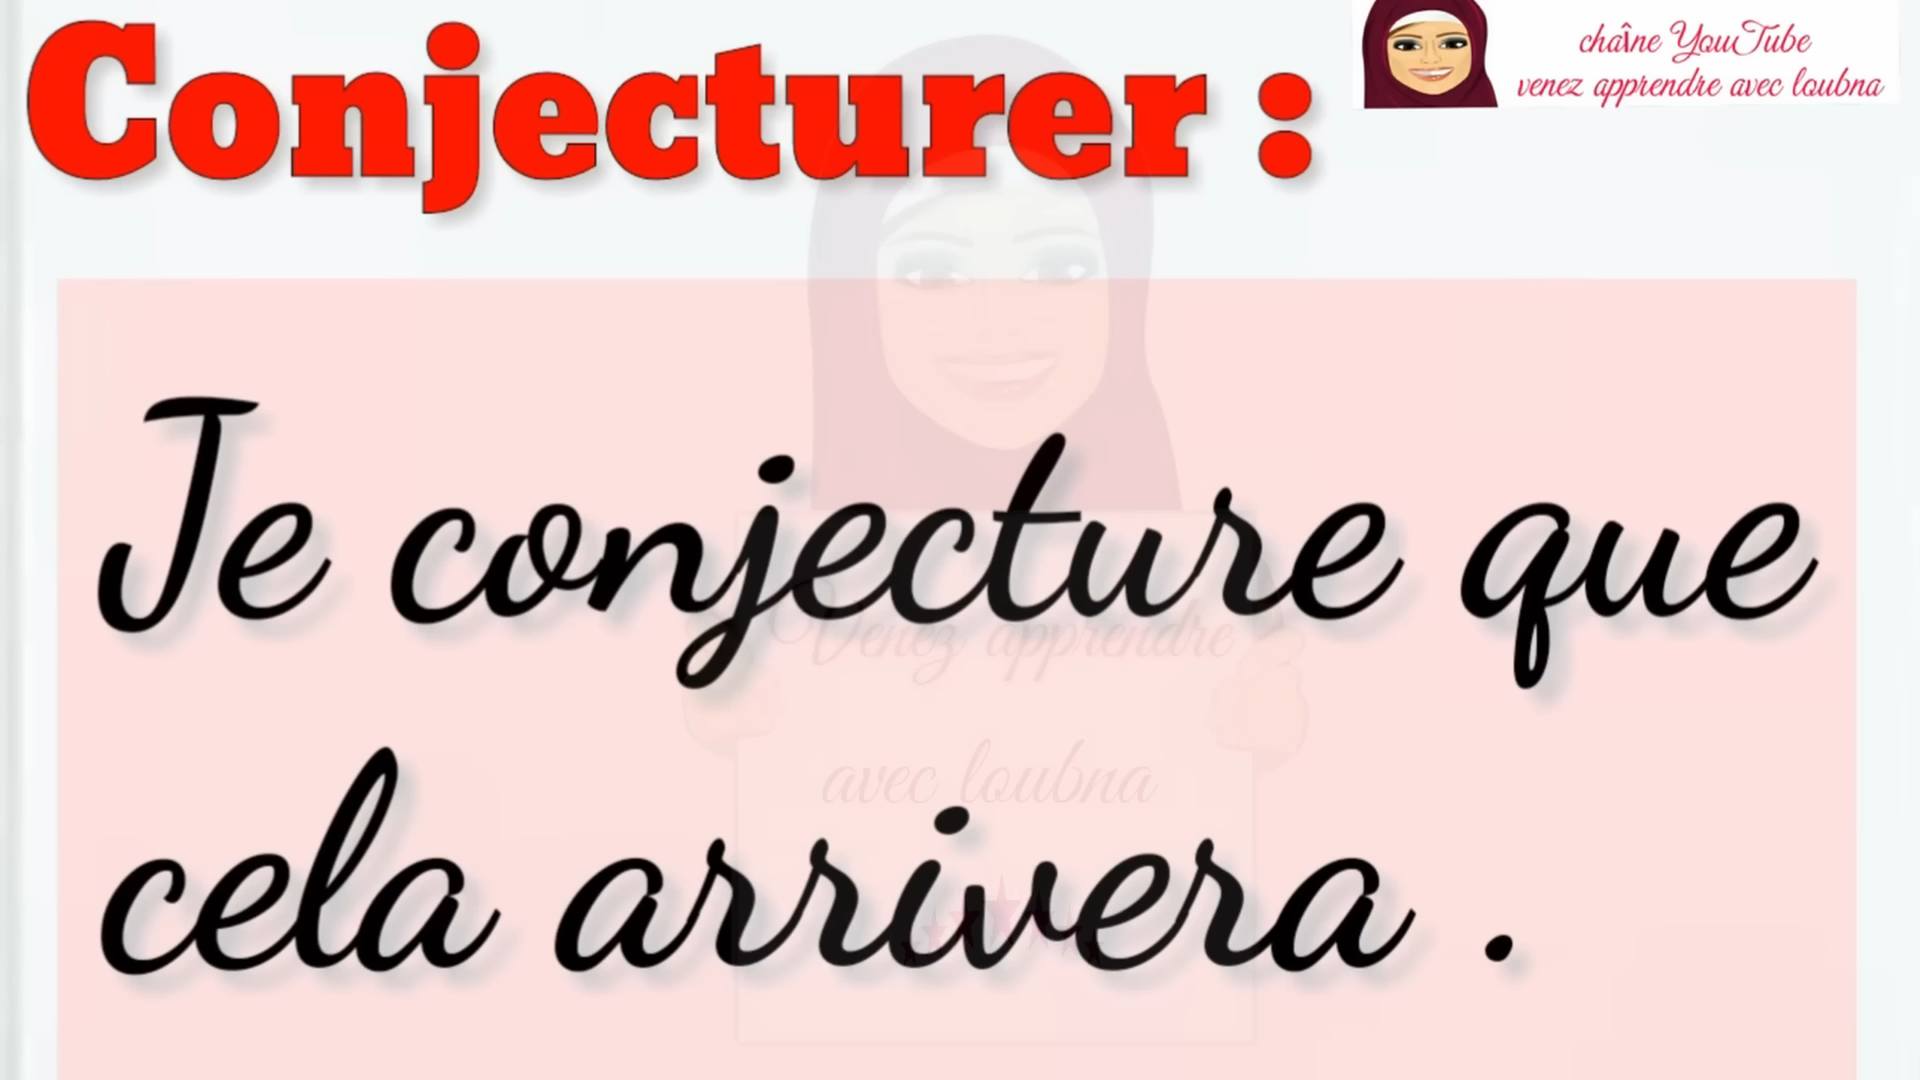 Conjecturer :
chaîne YouTube
venez apprendre avec loubna
Je conjecture que
Venez apprendre
avec loubna
cela arrivera .